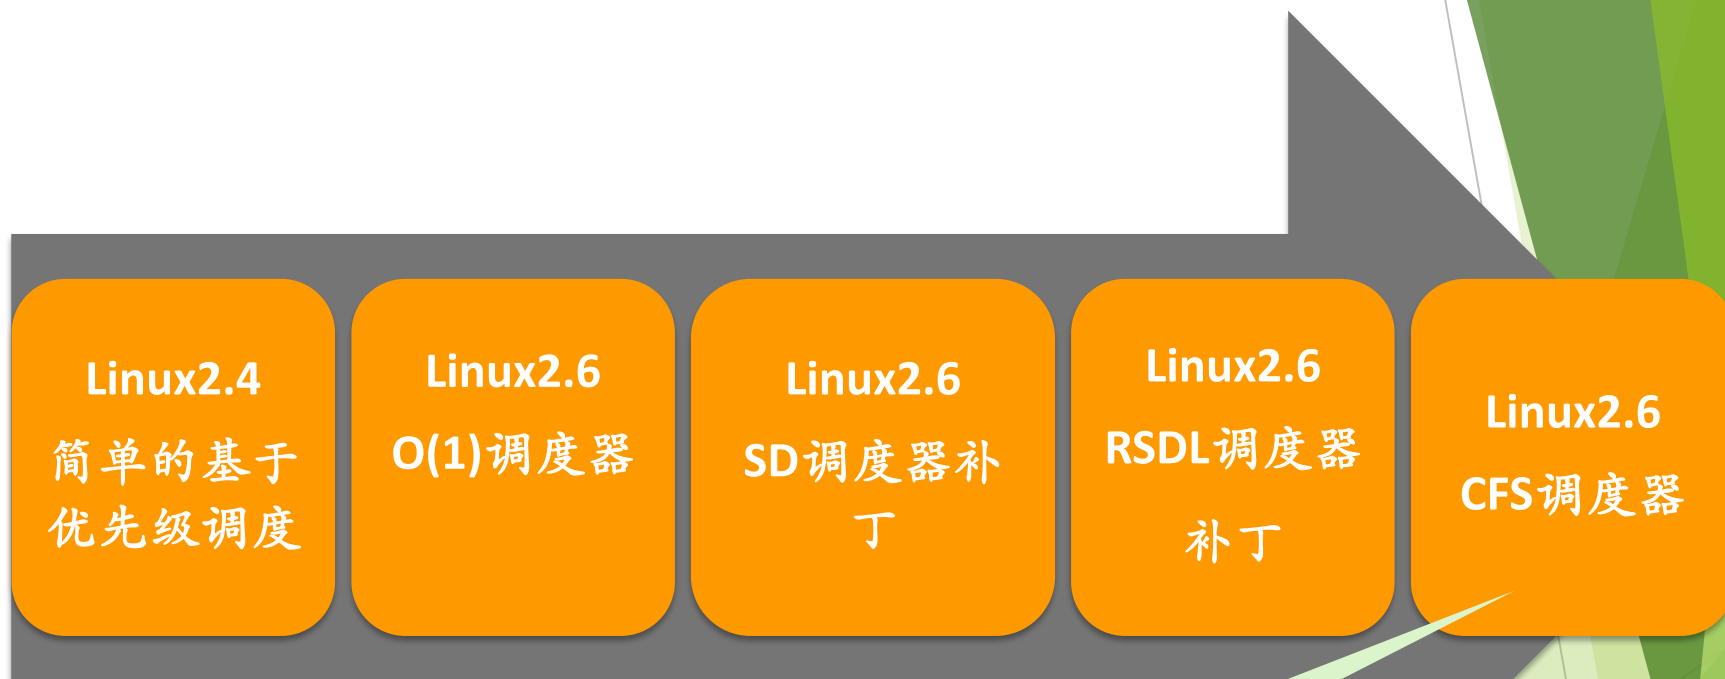 Linux2.4
简单的基于
优先级调度
Linux2.6
O(1)调度器
Linux2.6
SD调度器补
丁
Linux2.6
RSDL调度器
补丁
Linux2.6
CFS调度器